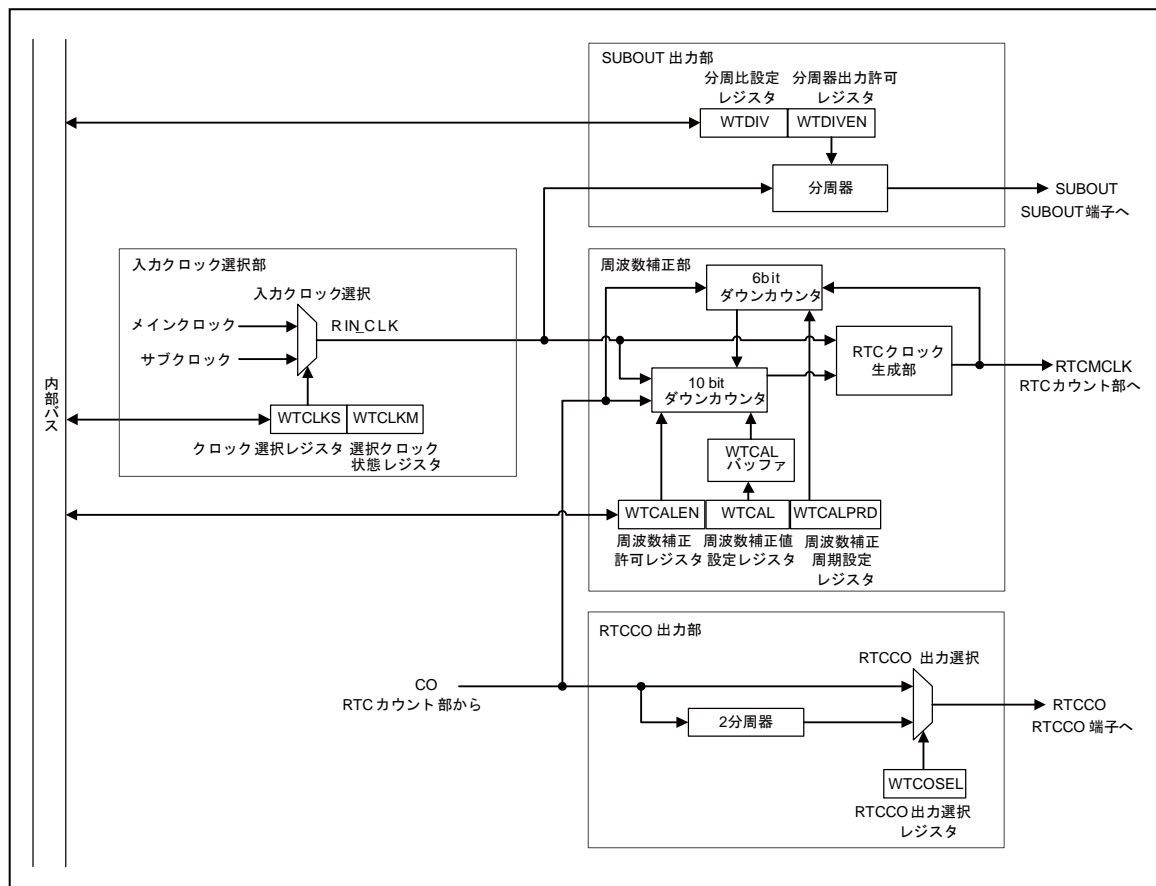 SUBOUT 出力部
分周比設定
レジスタ
分周器出力許可
レジスタ
WTDIV
WTDIVEN
分周器
SUBOUT
SUBOUT 端子へ
入力クロック選択部
入力クロック選択
メインクロック
RIN_CLK
サブクロック
WTCLKS
WTCLKM
クロック選択レジスタ
選択クロック
状態レジスタ
内部バス
周波数補正部
6bit
ダウンカウンタ
RTCクロック
生成部
RTCMCLK
RTCカウント部へ
10 bit
ダウンカウンタ
WTCAL
バッファ
WTCALEN
WTCAL
WTCALPRD
周波数補正
許可レジスタ
周波数補正値
設定レジスタ
周波数補正
周期設定
レジスタ
RTCCO 出力部
RTCCO 出力選択
CO
RTCカウント部から
2分周器
RTCCO
RTCCO 端子へ
WTCOSEL
RTCCO 出力選択
レジスタ